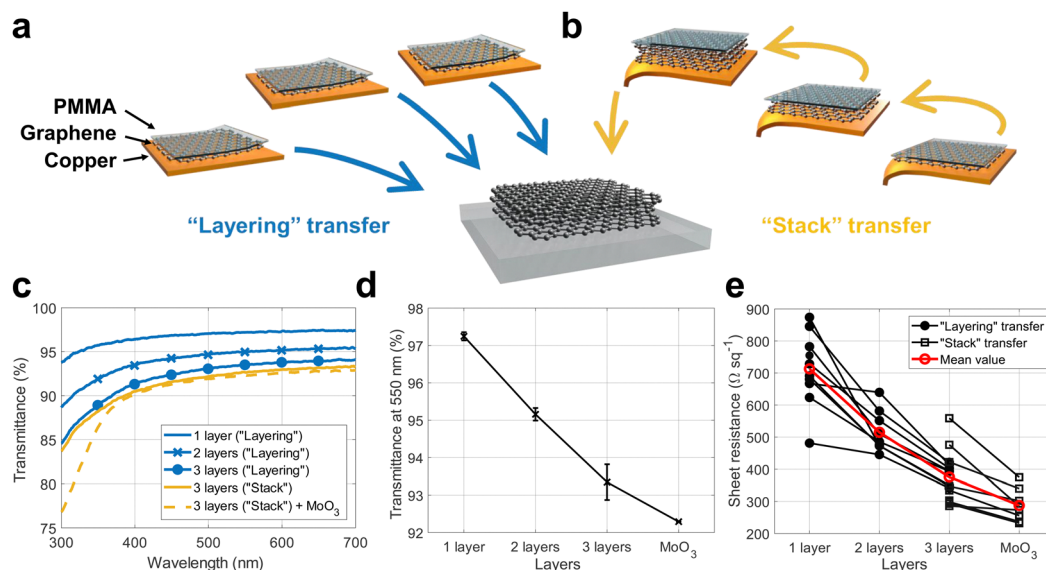 a
b
PMMA
Graphene
Copper
“Layering” transfer
“Stack” transfer
c
100
95
90
85
80
75
Transmittance (%)
300
400
500
600
700
Wavelength (nm)
1 layer ("Layering")
2 layers ("Layering")
3 layers ("Layering")
3 layers ("Stack")
3 layers ("Stack") + MoO₃
d
98
97
96
95
94
93
92
Transmittance at 550 nm (%)
1 layer
2 layers
3 layers
MoO₃
Layers
e
900
800
700
600
500
400
300
200
Sheet resistance (Ω sq⁻¹)
1 layer
2 layers
3 layers
MoO₃
Layers
"Layering" transfer
"Stack" transfer
Mean value